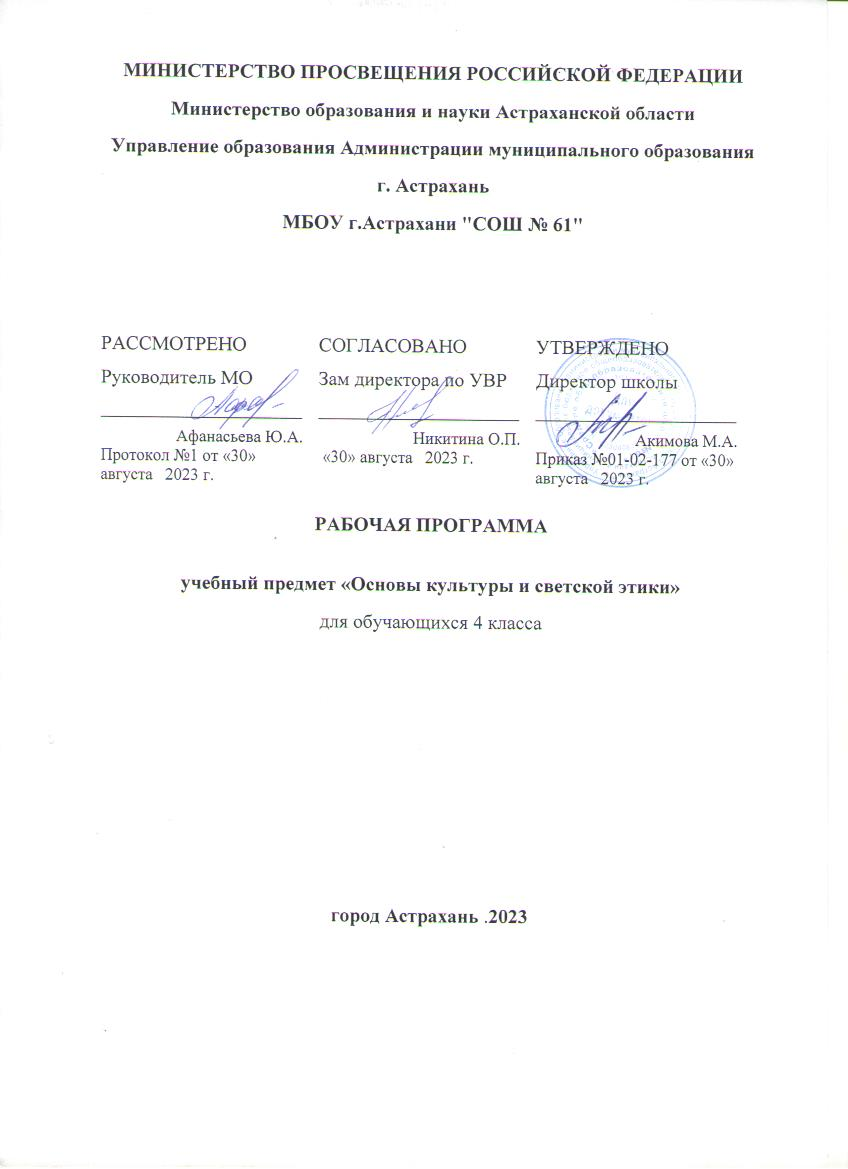 МИНИСТЕРСТВО ПРОСВЕЩЕНИЯ РОССИЙСКОЙ ФЕДЕРАЦИИ
Министерство образования и науки Астраханской области
Управление образования Администрации муниципального образования
г. Астрахань
МБОУ г.Астрахани "СОШ № 61"
РАССМОТРЕНО
Руководитель МО
Афанасьева Ю.А.
Протокол №1 от «30»
августа 2023 г.
СОГЛАСОВАНО
Зам директора по УВР
Никитина О.П.
«30» августа 2023 г.
УТВЕРЖДЕНО
Директор школы
Акимова М.А.
Приказ №01-02-177 от «30»
августа 2023 г.
РАБОЧАЯ ПРОГРАММА
учебный предмет «Основы культуры и светской этики»
для обучающихся 4 класса
город Астрахань .2023